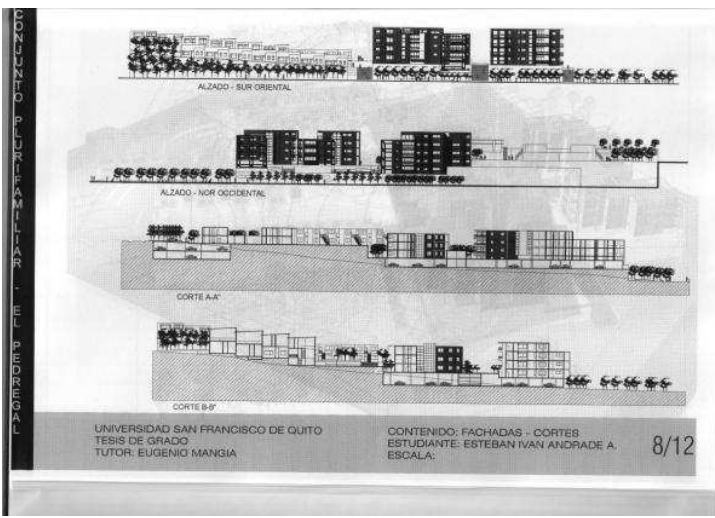 CONJUNTO PLURIFAMILIAR - EL PEDREGAL
ALZADO - SUR ORIENTAL
ALZADO - NOR OCCIDENTAL
CORTE A-A"
CORTE B-B"
UNIVERSIDAD SAN FRANCISCO DE QUITO
TESIS DE GRADO
TUTOR: EUGENIO MANGIA
CONTENIDO: FACHADAS - CORTES
ESTUDIANTE: ESTEBAN IVAN ANDRADE A.
ESCALA:
8/12